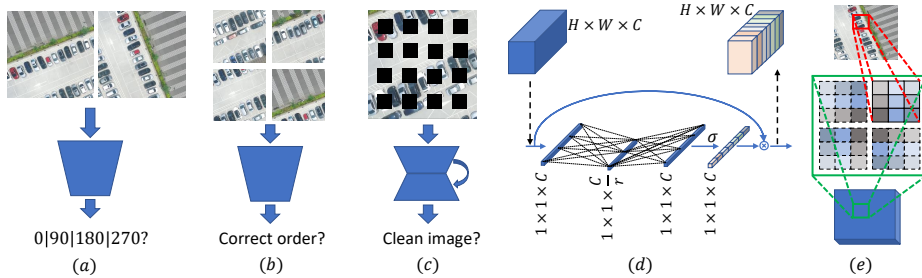 H × W × C
H × W × C
σ
⊗
1 × 1 × C
1 × 1 × C/r
1 × 1 × C
1 × 1 × C
0|90|180|270?
Correct order?
Clean image?
(a)
(b)
(c)
(d)
(e)